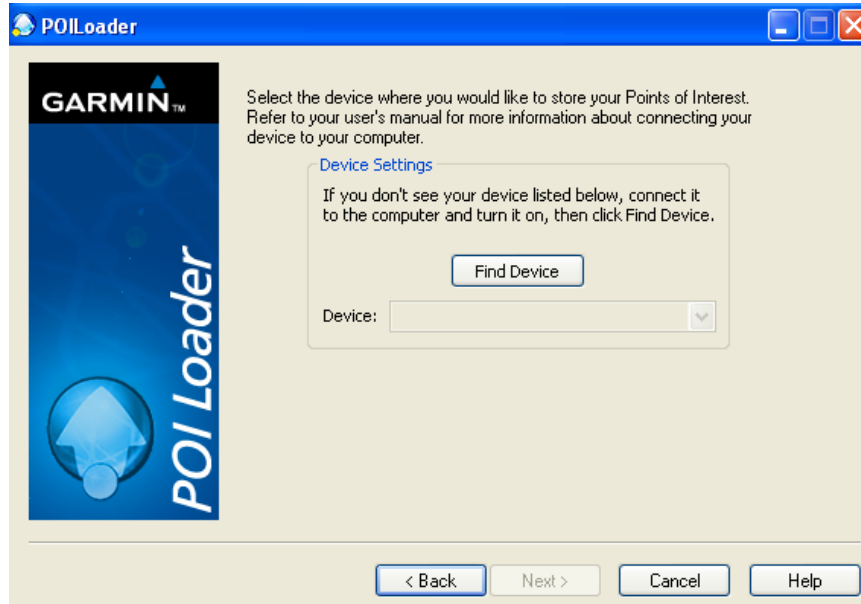 POILoader
GARMIN™
POI Loader
Select the device where you would like to store your Points of Interest.
Refer to your user's manual for more information about connecting your
device to your computer.
Device Settings
If you don't see your device listed below, connect it
to the computer and turn it on, then click Find Device.
Find Device
Device:
< Back
Next >
Cancel
Help